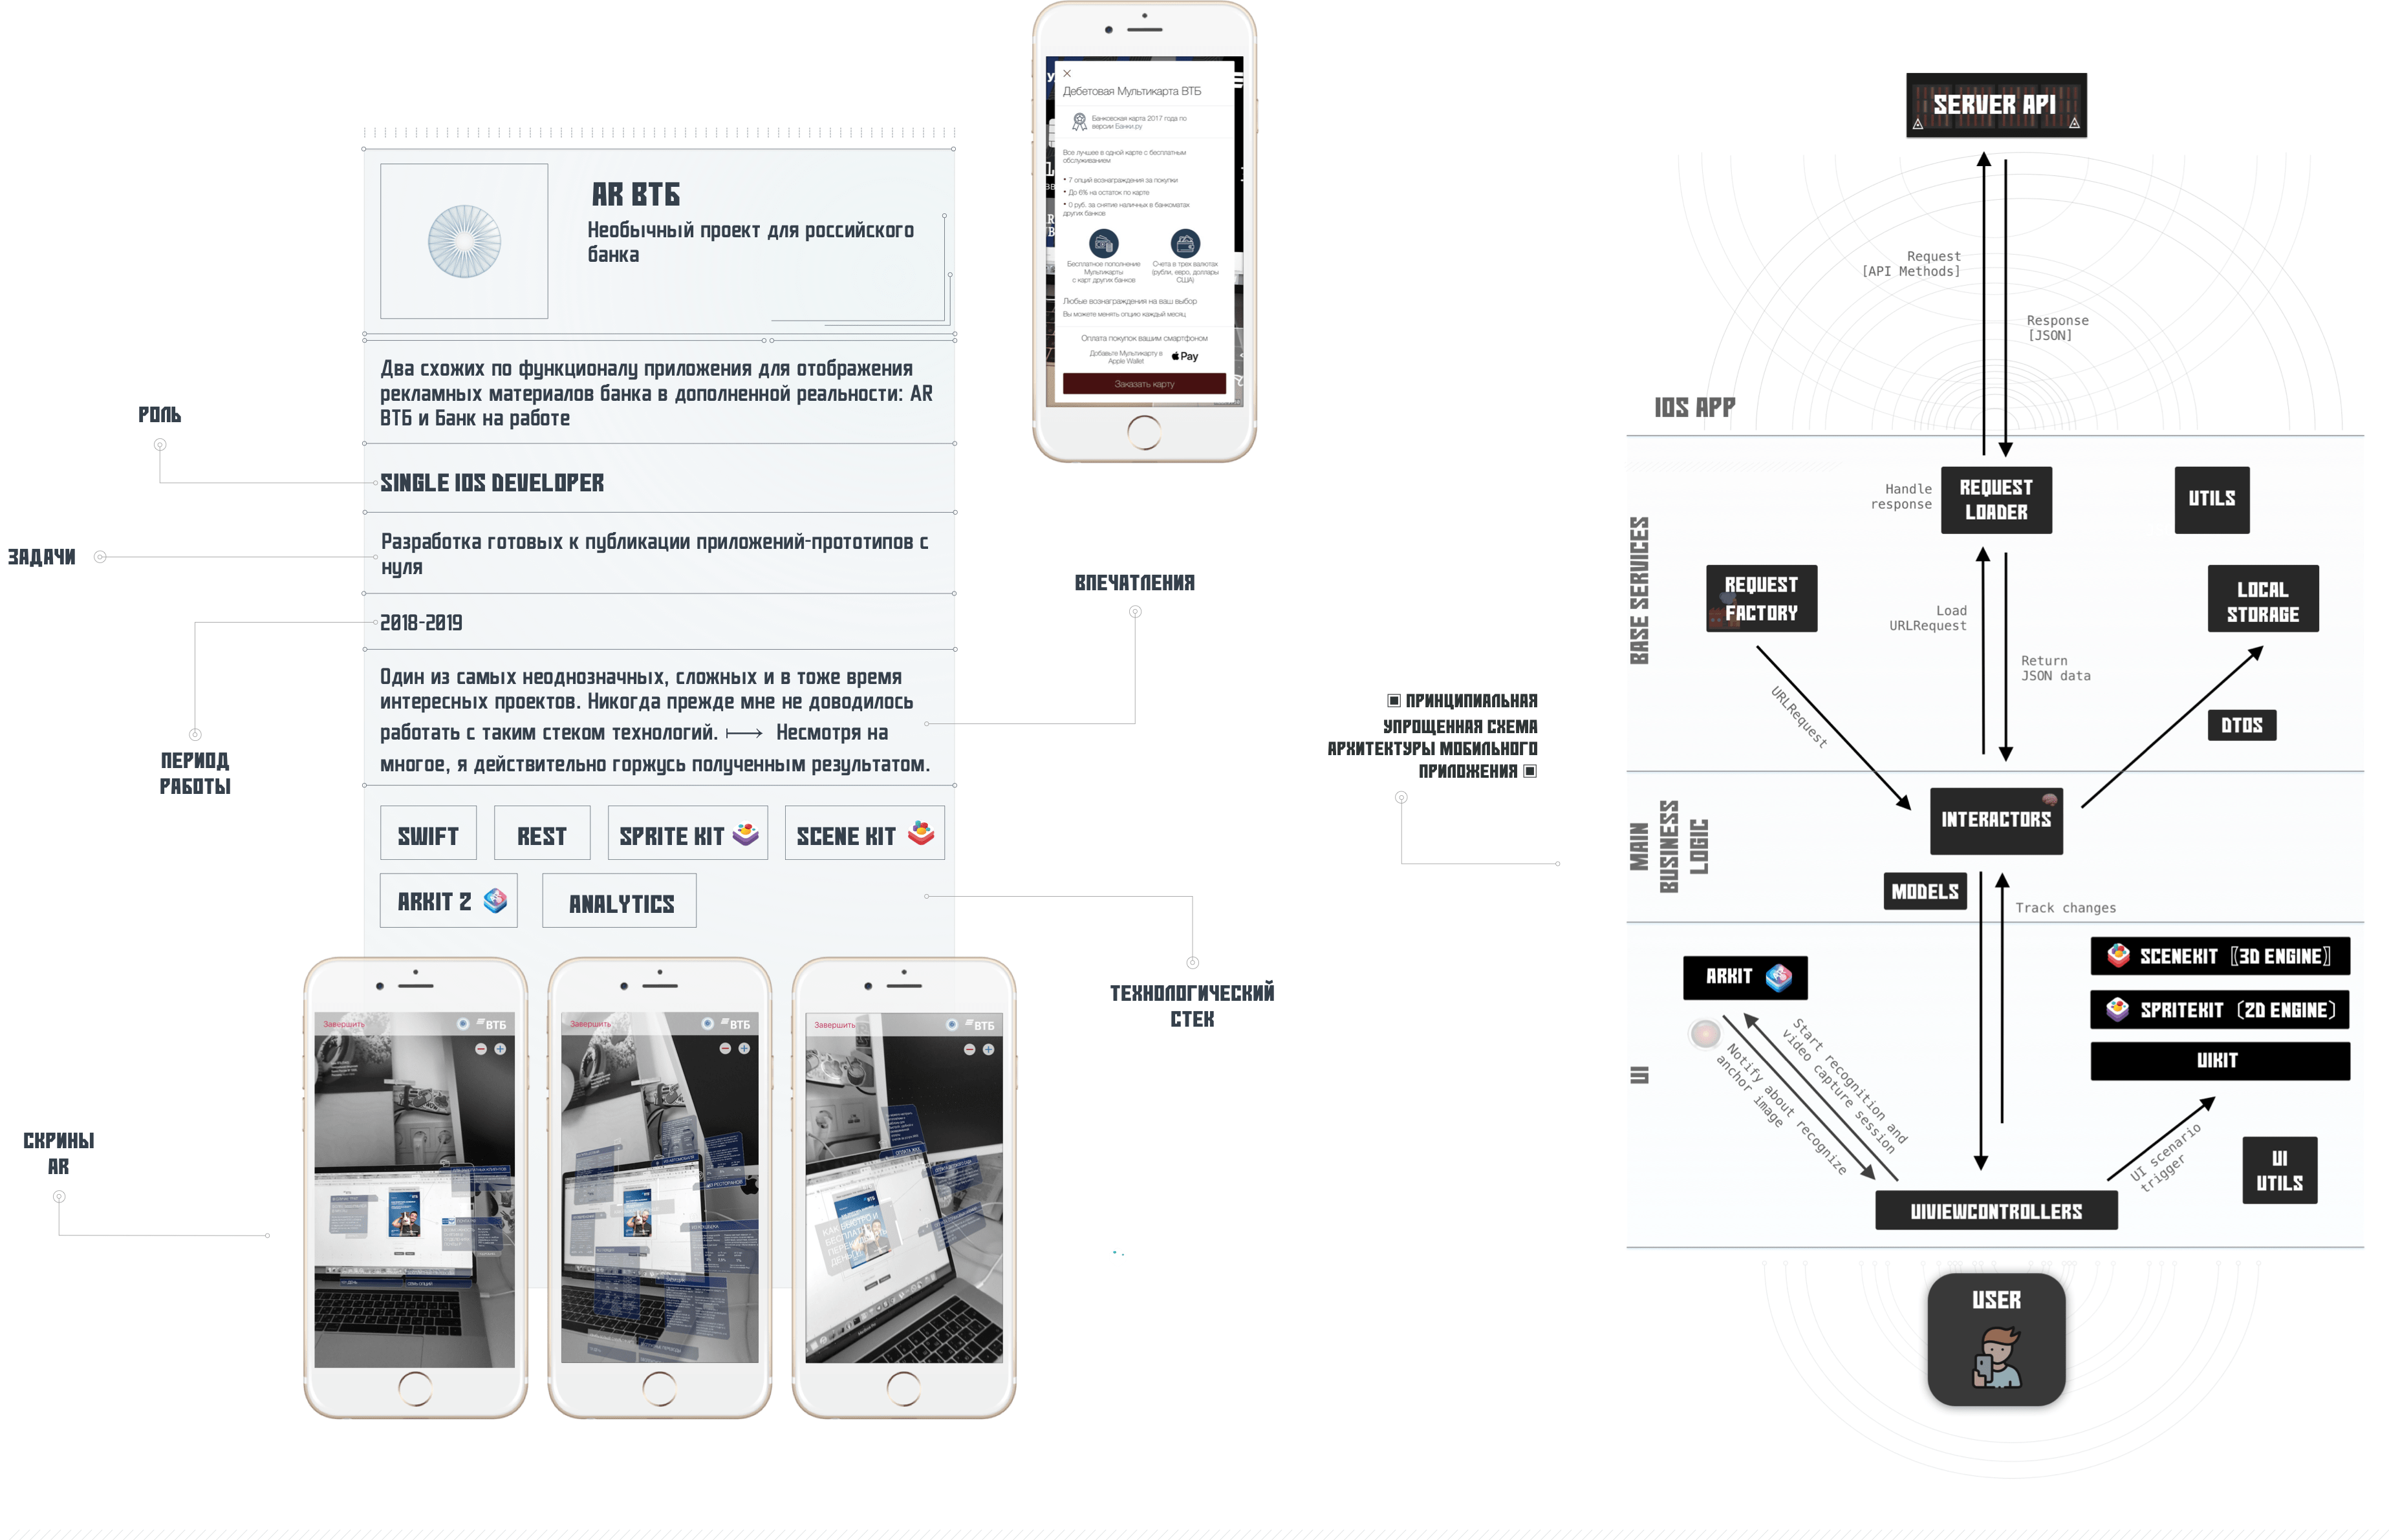 AR ВТБ
Необычный проект для российского
банка
Два схожих по функционалу приложения для отображения
рекламных материалов банка в дополненной реальности: AR
ВТБ и Банк на работе
РОЛЬ
SINGLE IOS DEVELOPER
ЗАДАЧИ
Разработка готовых к публикации приложений-прототипов с
нуля
ПЕРИОД
РАБОТЫ
2018-2019
ВПЕЧАТЛЕНИЯ
Один из самых неоднозначных, сложных и в тоже время
интересных проектов. Никогда прежде мне не доводилось
работать с таким стеком технологий. ⟼ Несмотря на
многое, я действительно горжусь полученным результатом.
SWIFT
REST
SPRITE KIT
SCENE KIT
ARKIT 2
ANALYTICS
ТЕХНОЛОГИЧЕСКИЙ
СТЕК
СКРИНЫ
AR
Завершить
ВТБ
Завершить
ВТБ
Завершить
ВТБ
Дебетовая Мультикарта ВТБ
Банковская карта 2017 года по
версии Банки.ру
Все лучшее в одной карте с бесплатным
обслуживанием
• 7 опций вознаграждения за покупки
• До 6% на остаток по карте
• 0 руб. за снятие наличных в банкоматах
других банков
Бесплатное пополнение
Мультикарты
с карт других банков
Счета в трех валютах
(рубли, евро, доллары
США)
Любые вознаграждения на ваш выбор
Вы можете менять опцию каждый месяц
Оплата покупок вашим смартфоном
Добавьте Мультикарту в
Apple Wallet
Pay
Заказать карту
ПРИНЦИПИАЛЬНАЯ
УПРОЩЕННАЯ СХЕМА
АРХИТЕКТУРЫ МОБИЛЬНОГО
ПРИЛОЖЕНИЯ
SERVER API
Request
[API Methods]
Response
[JSON]
IOS APP
BASE SERVICES
Handle
response
REQUEST
LOADER
UTILS
REQUEST
FACTORY
Load
URLRequest
LOCAL
STORAGE
Return
JSON data
URLRequest
DTOS
MAIN
BUSINESS
LOGIC
INTERACTORS
MODELS
Track changes
UI
ARKIT
SCENEKIT 〖3D ENGINE〗
SPRITEKIT 〔2D ENGINE〕
UIKIT
Start recognition and
video capture session
Notify about recognize
anchor image
UI scenario
trigger
UI
UTILS
UIVIEWCONTROLLERS
USER